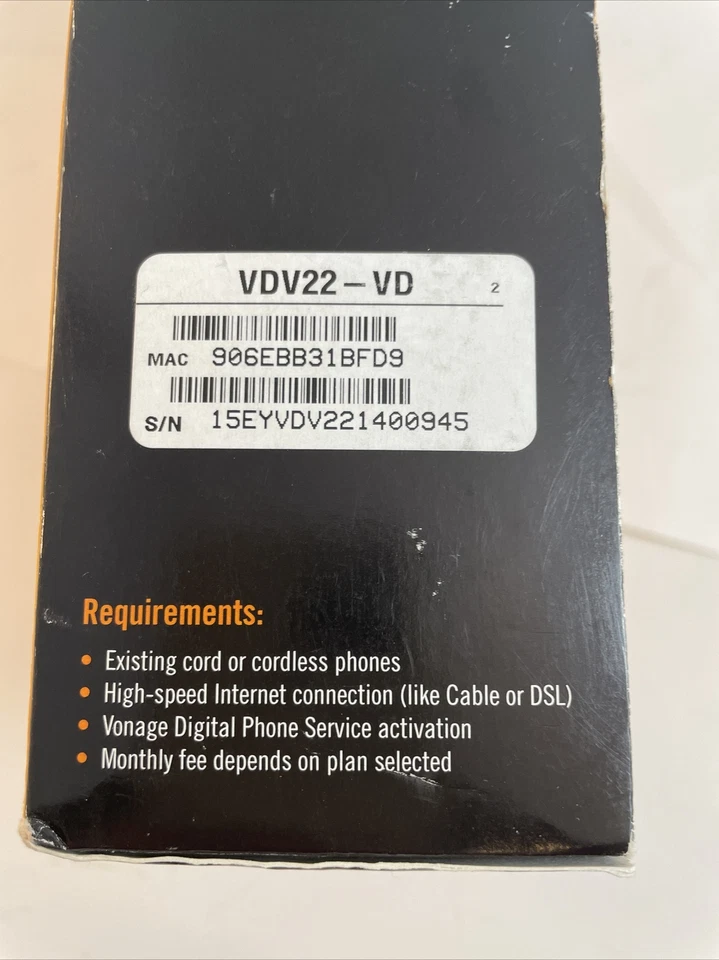 VDV22 – VD 2
MAC 906EBB31BFD9
S/N 15EYVDV221400945
Requirements:
• Existing cord or cordless phones
• High-speed Internet connection (like Cable or DSL)
• Vonage Digital Phone Service activation
• Monthly fee depends on plan selected